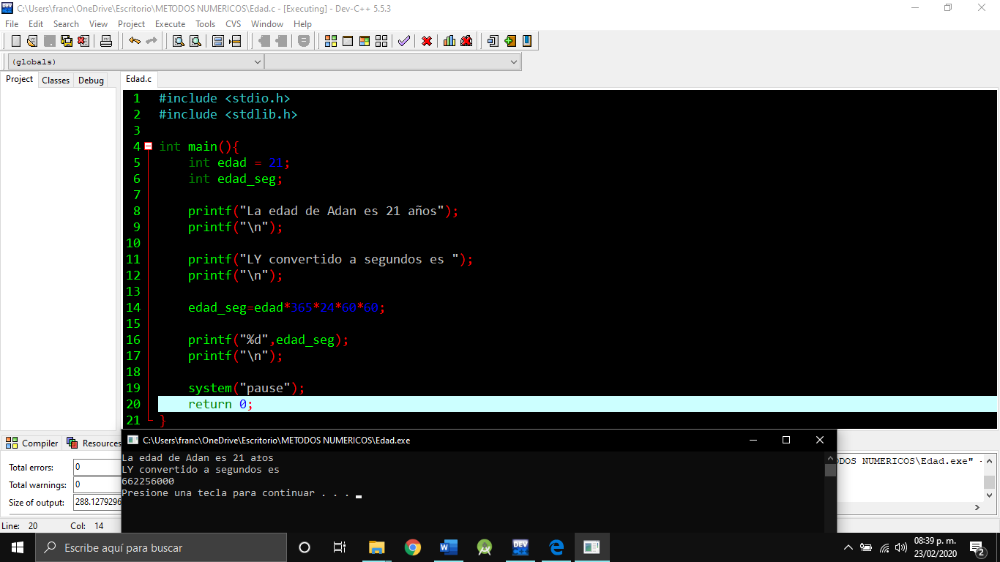 C:\Users\franc\OneDrive\Escritorio\METODOS NUMERICOS\Edad.c - [Executing] - Dev-C++ 5.5.3
File Edit Search View Project Execute Tools CVS Window Help
(globals)
Project Classes Debug
Edad.c
1 #include <stdio.h>
2 #include <stdlib.h>
3
4 int main(){
5 int edad = 21;
6 int edad_seg;
7
8 printf("La edad de Adan es 21 años");
9 printf("\n");
10
11 printf("LY convertido a segundos es ");
12 printf("\n");
13
14 edad_seg=edad*365*24*60*60;
15
16 printf("%d",edad_seg);
17 printf("\n");
18
19 system("pause");
20 return 0;
21 }
Compiler Resources
Total errors: 0
Total warnings: 0
Size of output: 288.1279296
DOS NUMERICOS\Edad.exe" -
C:\Users\franc\OneDrive\Escritorio\METODOS NUMERICOS\Edad.exe
La edad de Adan es 21 a±os
LY convertido a segundos es
662256000
Presione una tecla para continuar . . .
Line: 20 Col: 14
Escribe aquí para buscar
DEV C++
08:39 p. m.
23/02/2020
2